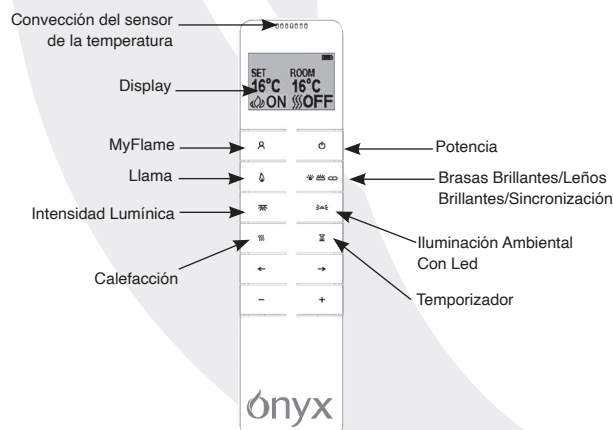 Convección del sensor
de la temperatura
SET ROOM
16°C 16°C
ON OFF
Display
MyFlame
Potencia
Llama
Brasas Brillantes/Leños
Brillantes/Sincronización
Intensidad Lumínica
Iluminación Ambiental
Con Led
Calefacción
Temporizador
← →
− +
onyx